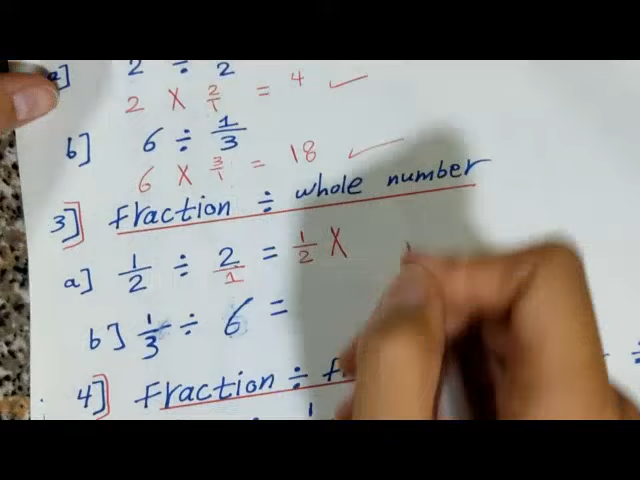 a] 2 ÷ 2
2 X 2/1 = 4 ✓
b] 6 ÷ 1/3
6 X 3/1 = 18 ✓
3] Fraction ÷ whole number
a] 1/2 ÷ 2/1 = 1/2 X
b] 1/3 ÷ 6 =
4] Fraction ÷ f
÷ 1